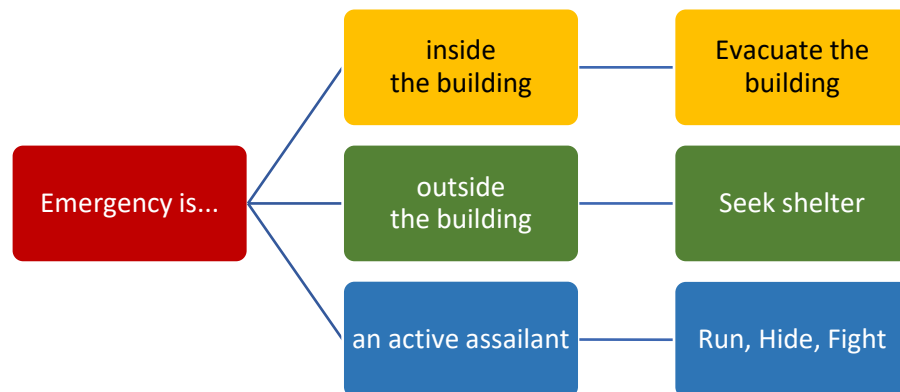 inside
the building
Evacuate the
building
Emergency is...
outside
the building
Seek shelter
an active assailant
Run, Hide, Fight